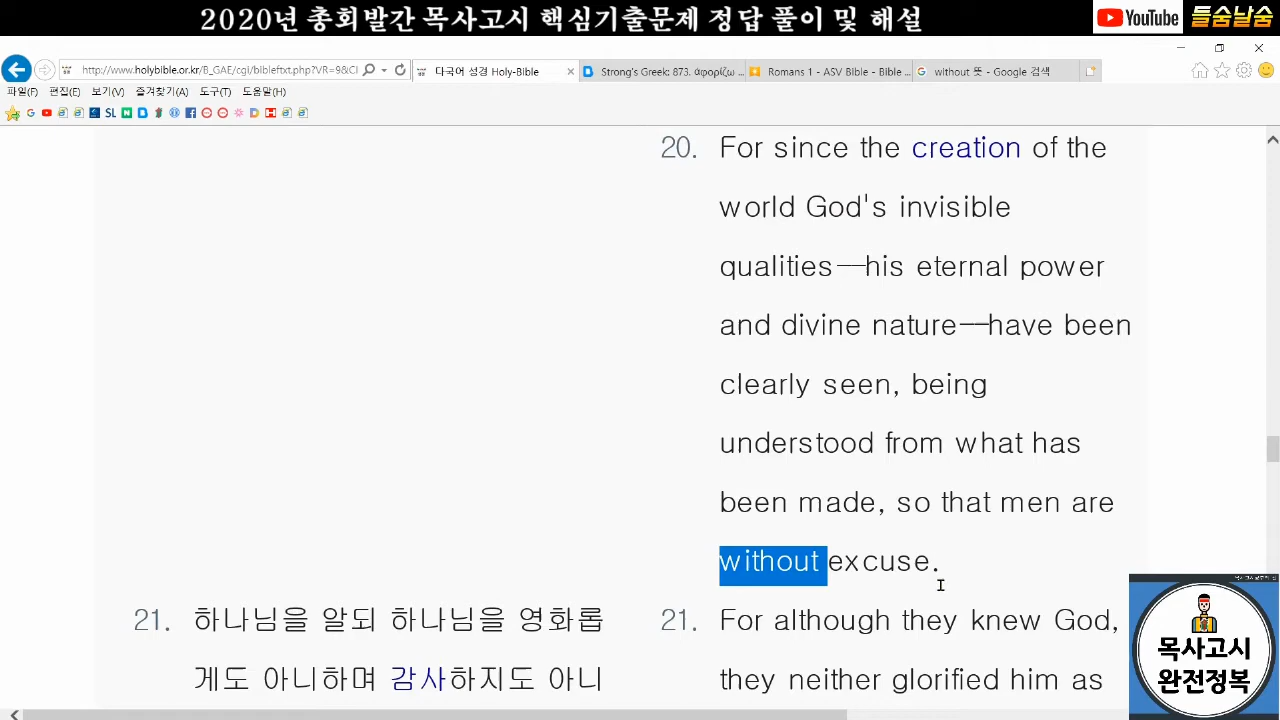 2020년 총회발간 목사고시 핵심기출문제 정답 풀이 및 해설
YouTube 들숨날숨
http://www.holybible.or.kr/B_GAE/cgi/bibleftxt.php?VR=9&CI
다국어 성경 Holy-Bible
Strong's Greek: 873. ἀφορίζω ...
Romans 1 - ASV Bible - Bible ...
without 뜻 - Google 검색
파일(F) 편집(E) 보기(V) 즐겨찾기(A) 도구(T) 도움말(H)
20. For since the creation of the
world God's invisible
qualities--his eternal power
and divine nature--have been
clearly seen, being
understood from what has
been made, so that men are
without excuse.
21. 하나님을 알되 하나님을 영화롭
게도 아니하며 감사하지도 아니
21. For although they knew God,
they neither glorified him as
목사고시
완전정복